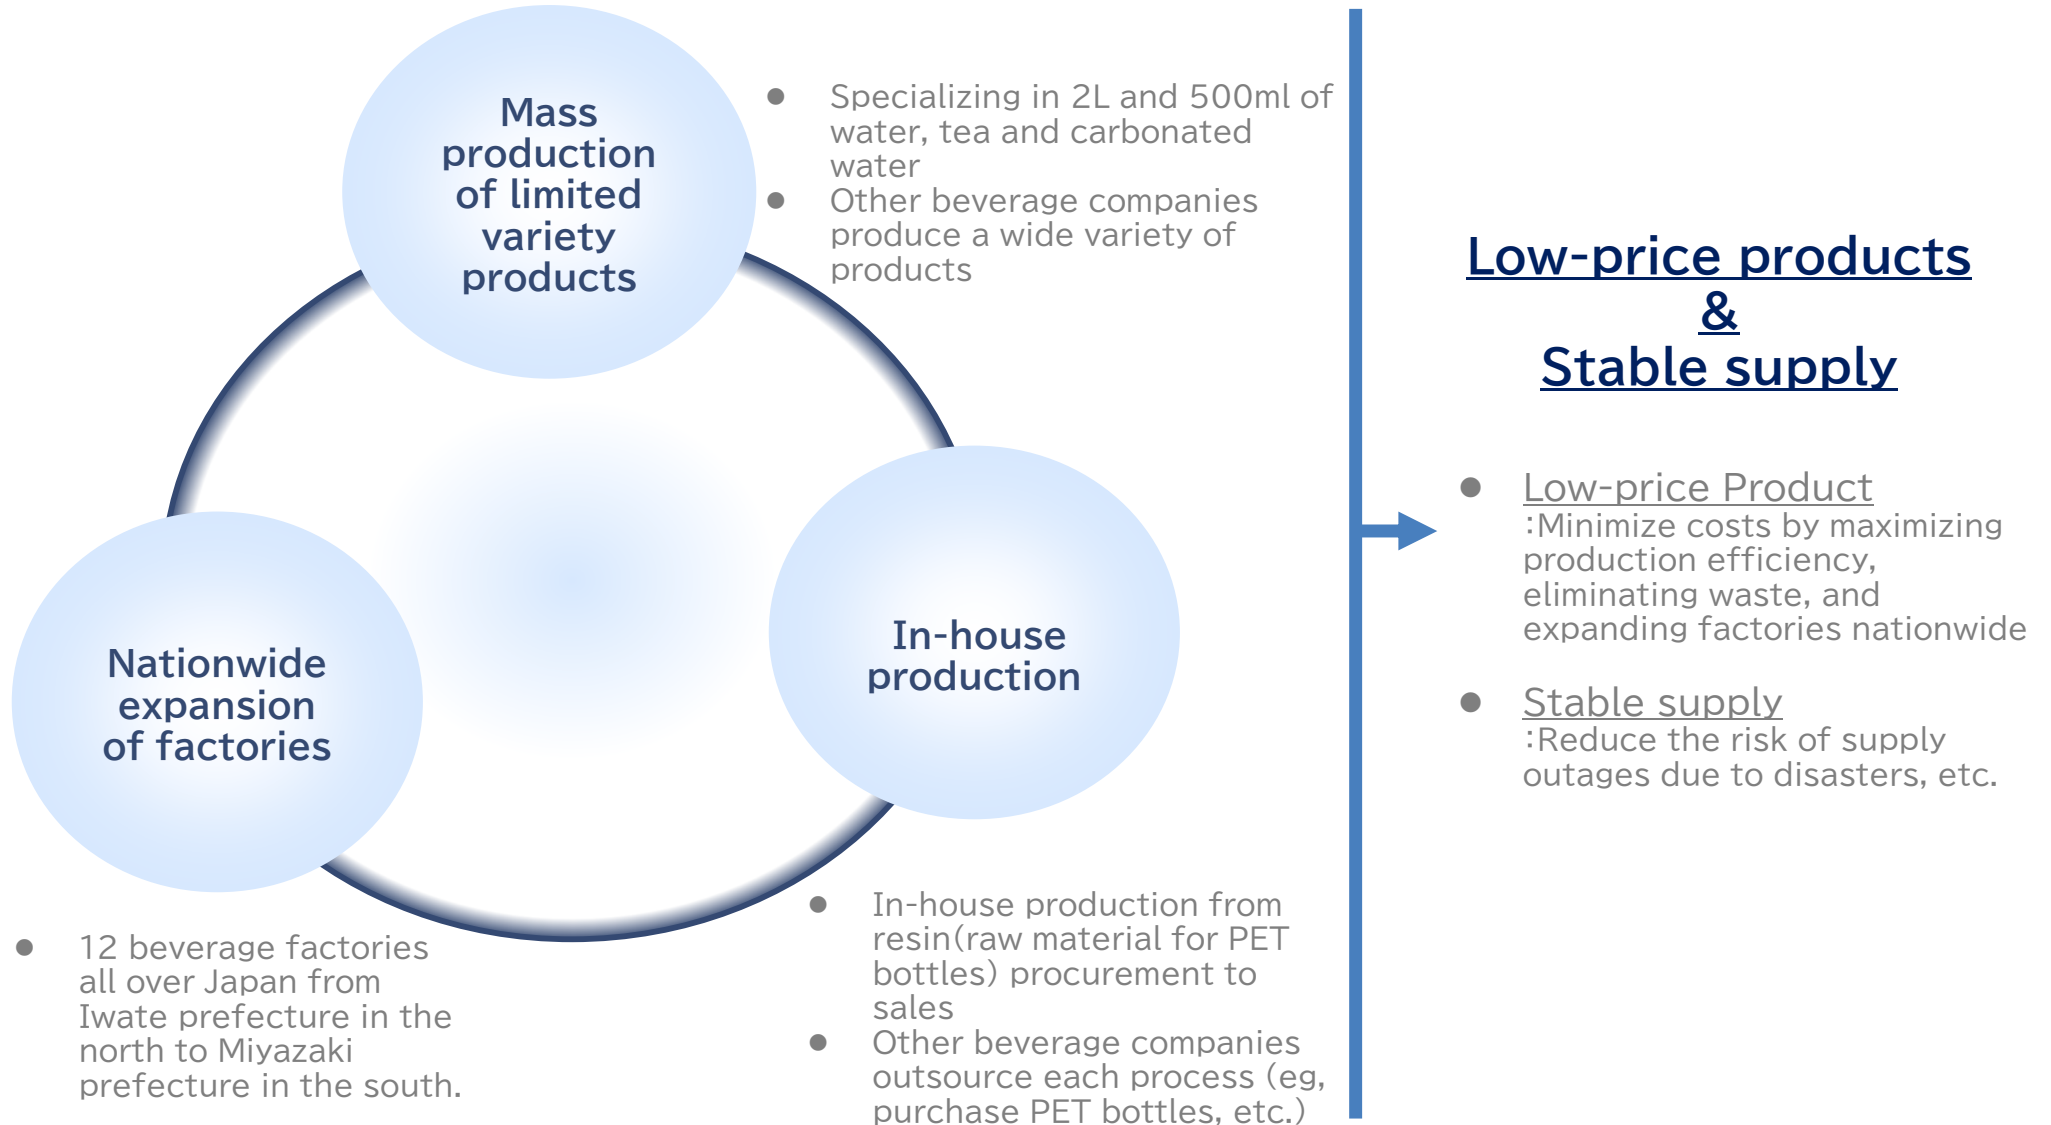 Mass
production
of limited
variety
products
● Specializing in 2L and 500ml of
water, tea and carbonated
water
● Other beverage companies
produce a wide variety of
products
In-house
production
● In-house production from
resin(raw material for PET
bottles) procurement to
sales
● Other beverage companies
outsource each process (eg,
purchase PET bottles, etc.)
Nationwide
expansion
of factories
● 12 beverage factories
all over Japan from
Iwate prefecture in the
north to Miyazaki
prefecture in the south.
Low-price products
&
Stable supply
● Low-price Product
:Minimize costs by maximizing
production efficiency,
eliminating waste, and
expanding factories nationwide
● Stable supply
:Reduce the risk of supply
outages due to disasters, etc.